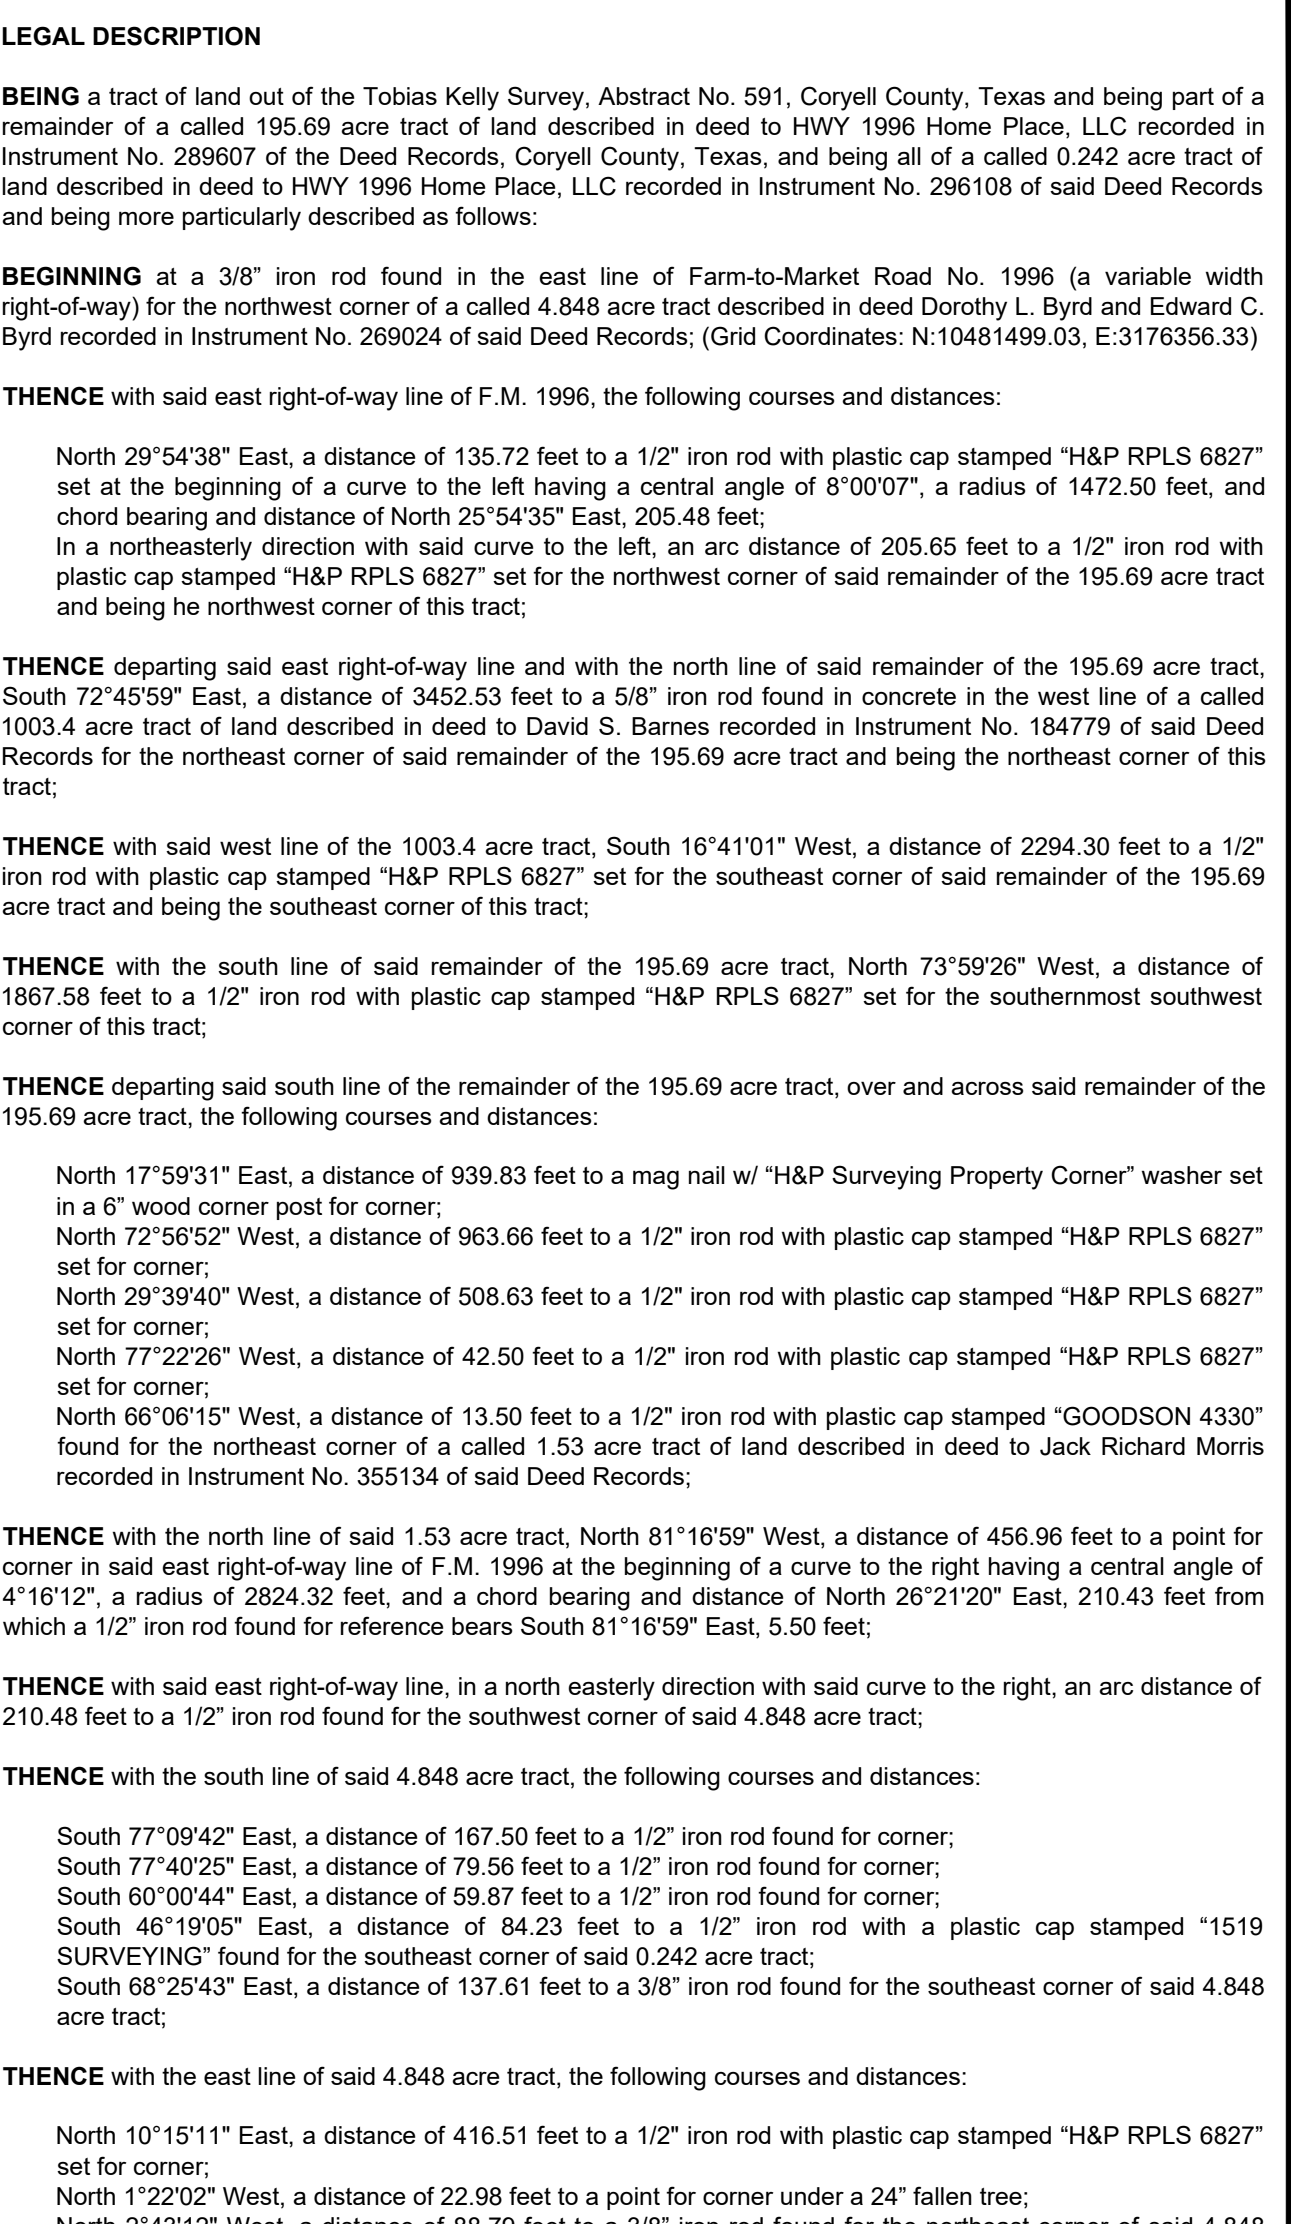 LEGAL DESCRIPTION
BEING a tract of land out of the Tobias Kelly Survey, Abstract No. 591, Coryell County, Texas and being part of a
remainder of a called 195.69 acre tract of land described in deed to HWY 1996 Home Place, LLC recorded in
Instrument No. 289607 of the Deed Records, Coryell County, Texas, and being all of a called 0.242 acre tract of
land described in deed to HWY 1996 Home Place, LLC recorded in Instrument No. 296108 of said Deed Records
and being more particularly described as follows:
BEGINNING at a 3/8” iron rod found in the east line of Farm-to-Market Road No. 1996 (a variable width
right-of-way) for the northwest corner of a called 4.848 acre tract described in deed Dorothy L. Byrd and Edward C.
Byrd recorded in Instrument No. 269024 of said Deed Records; (Grid Coordinates: N:10481499.03, E:3176356.33)
THENCE with said east right-of-way line of F.M. 1996, the following courses and distances:
North 29°54'38" East, a distance of 135.72 feet to a 1/2" iron rod with plastic cap stamped “H&P RPLS 6827”
set at the beginning of a curve to the left having a central angle of 8°00'07", a radius of 1472.50 feet, and
chord bearing and distance of North 25°54'35" East, 205.48 feet;
In a northeasterly direction with said curve to the left, an arc distance of 205.65 feet to a 1/2" iron rod with
plastic cap stamped “H&P RPLS 6827” set for the northwest corner of said remainder of the 195.69 acre tract
and being he northwest corner of this tract;
THENCE departing said east right-of-way line and with the north line of said remainder of the 195.69 acre tract,
South 72°45'59" East, a distance of 3452.53 feet to a 5/8” iron rod found in concrete in the west line of a called
1003.4 acre tract of land described in deed to David S. Barnes recorded in Instrument No. 184779 of said Deed
Records for the northeast corner of said remainder of the 195.69 acre tract and being the northeast corner of this
tract;
THENCE with said west line of the 1003.4 acre tract, South 16°41'01" West, a distance of 2294.30 feet to a 1/2"
iron rod with plastic cap stamped “H&P RPLS 6827” set for the southeast corner of said remainder of the 195.69
acre tract and being the southeast corner of this tract;
THENCE with the south line of said remainder of the 195.69 acre tract, North 73°59'26" West, a distance of
1867.58 feet to a 1/2" iron rod with plastic cap stamped “H&P RPLS 6827” set for the southernmost southwest
corner of this tract;
THENCE departing said south line of the remainder of the 195.69 acre tract, over and across said remainder of the
195.69 acre tract, the following courses and distances:
North 17°59'31" East, a distance of 939.83 feet to a mag nail w/ “H&P Surveying Property Corner” washer set
in a 6” wood corner post for corner;
North 72°56'52" West, a distance of 963.66 feet to a 1/2" iron rod with plastic cap stamped “H&P RPLS 6827”
set for corner;
North 29°39'40" West, a distance of 508.63 feet to a 1/2" iron rod with plastic cap stamped “H&P RPLS 6827”
set for corner;
North 77°22'26" West, a distance of 42.50 feet to a 1/2" iron rod with plastic cap stamped “H&P RPLS 6827”
set for corner;
North 66°06'15" West, a distance of 13.50 feet to a 1/2" iron rod with plastic cap stamped “GOODSON 4330”
found for the northeast corner of a called 1.53 acre tract of land described in deed to Jack Richard Morris
recorded in Instrument No. 355134 of said Deed Records;
THENCE with the north line of said 1.53 acre tract, North 81°16'59" West, a distance of 456.96 feet to a point for
corner in said east right-of-way line of F.M. 1996 at the beginning of a curve to the right having a central angle of
4°16'12", a radius of 2824.32 feet, and a chord bearing and distance of North 26°21'20" East, 210.43 feet from
which a 1/2” iron rod found for reference bears South 81°16'59" East, 5.50 feet;
THENCE with said east right-of-way line, in a north easterly direction with said curve to the right, an arc distance of
210.48 feet to a 1/2” iron rod found for the southwest corner of said 4.848 acre tract;
THENCE with the south line of said 4.848 acre tract, the following courses and distances:
South 77°09'42" East, a distance of 167.50 feet to a 1/2” iron rod found for corner;
South 77°40'25" East, a distance of 79.56 feet to a 1/2” iron rod found for corner;
South 60°00'44" East, a distance of 59.87 feet to a 1/2” iron rod found for corner;
South 46°19'05" East, a distance of 84.23 feet to a 1/2” iron rod with a plastic cap stamped “1519
SURVEYING” found for the southeast corner of said 0.242 acre tract;
South 68°25'43" East, a distance of 137.61 feet to a 3/8” iron rod found for the southeast corner of said 4.848
acre tract;
THENCE with the east line of said 4.848 acre tract, the following courses and distances:
North 10°15'11" East, a distance of 416.51 feet to a 1/2" iron rod with plastic cap stamped “H&P RPLS 6827”
set for corner;
North 1°22'02" West, a distance of 22.98 feet to a point for corner under a 24” fallen tree;
North 2°43'12" West, a distance of 88.79 feet to a 3/8” iron rod found for the northeast corner of said 4.848